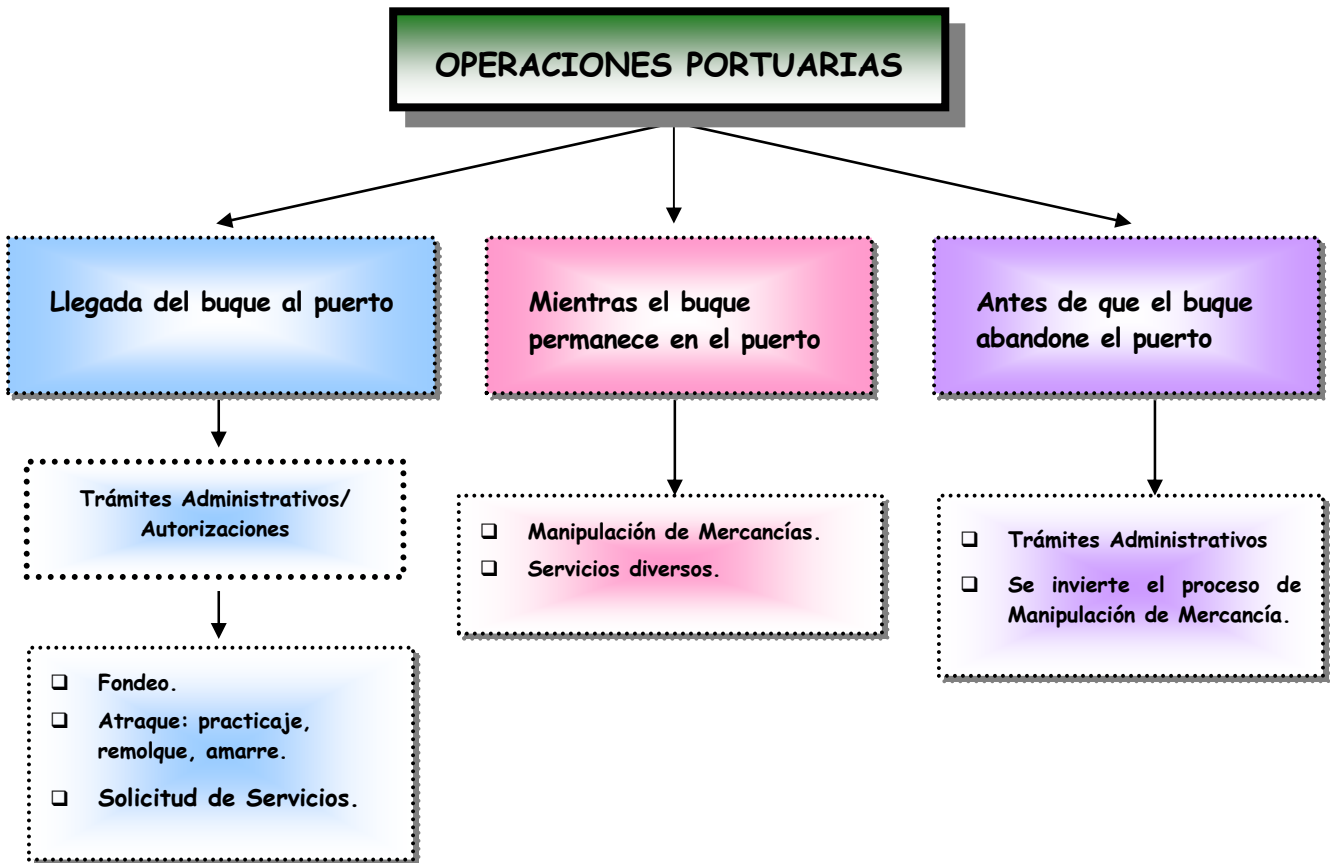 OPERACIONES PORTUARIAS
Llegada del buque al puerto
Mientras el buque
permanece en el puerto
Antes de que el buque
abandone el puerto
Trámites Administrativos/
Autorizaciones
❑ Manipulación de Mercancías.
❑ Servicios diversos.
❑ Trámites Administrativos
❑ Se invierte el proceso de
Manipulación de Mercancía.
❑ Fondeo.
❑ Atraque: practicaje,
remolque, amarre.
❑ Solicitud de Servicios.